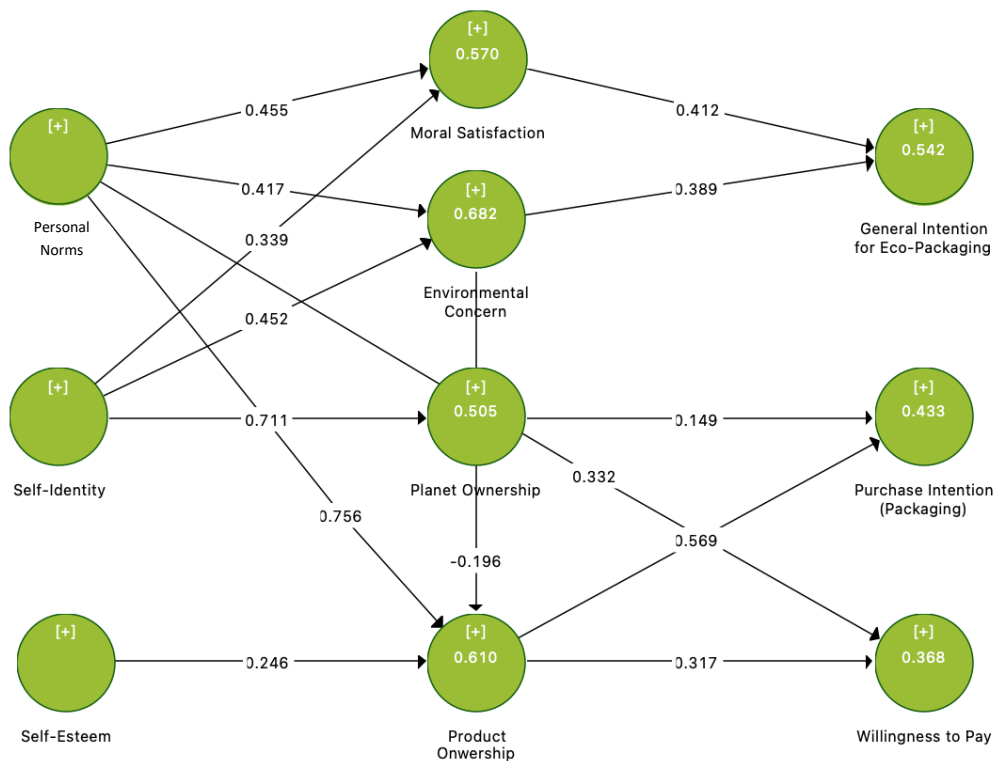 [+]
0.570
Moral Satisfaction
[+]
Personal
Norms
[+]
0.542
General Intention
for Eco-Packaging
0.455
0.412
[+]
0.682
Environmental
Concern
0.417
0.389
0.339
0.452
[+]
Self-Identity
[+]
0.505
Planet Ownership
[+]
0.433
Purchase Intention
(Packaging)
0.711
0.149
0.332
0.756
0.569
-0.196
[+]
Self-Esteem
[+]
0.610
Product
Onwership
[+]
0.368
Willingness to Pay
0.246
0.317